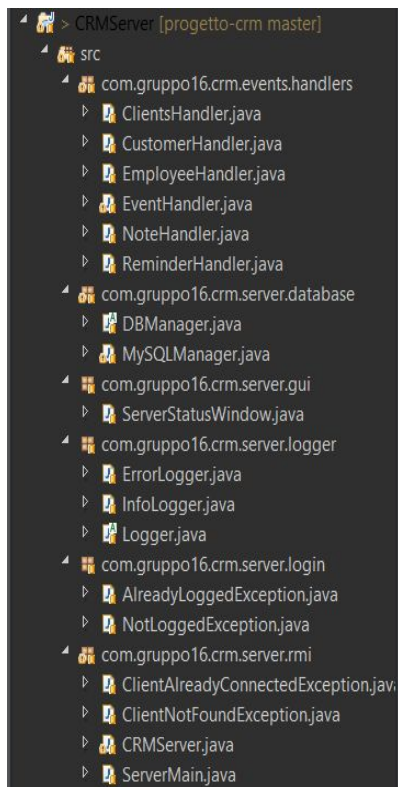 > CRMServer [progetto-crm master]
src
com.gruppo16.crm.events.handlers
ClientsHandler.java
CustomerHandler.java
EmployeeHandler.java
EventHandler.java
NoteHandler.java
ReminderHandler.java
com.gruppo16.crm.server.database
DBManager.java
MySQLManager.java
com.gruppo16.crm.server.gui
ServerStatusWindow.java
com.gruppo16.crm.server.logger
ErrorLogger.java
InfoLogger.java
Logger.java
com.gruppo16.crm.server.login
AlreadyLoggedException.java
NotLoggedException.java
com.gruppo16.crm.server.rmi
ClientAlreadyConnectedException.jav
ClientNotFoundException.java
CRMServer.java
ServerMain.java